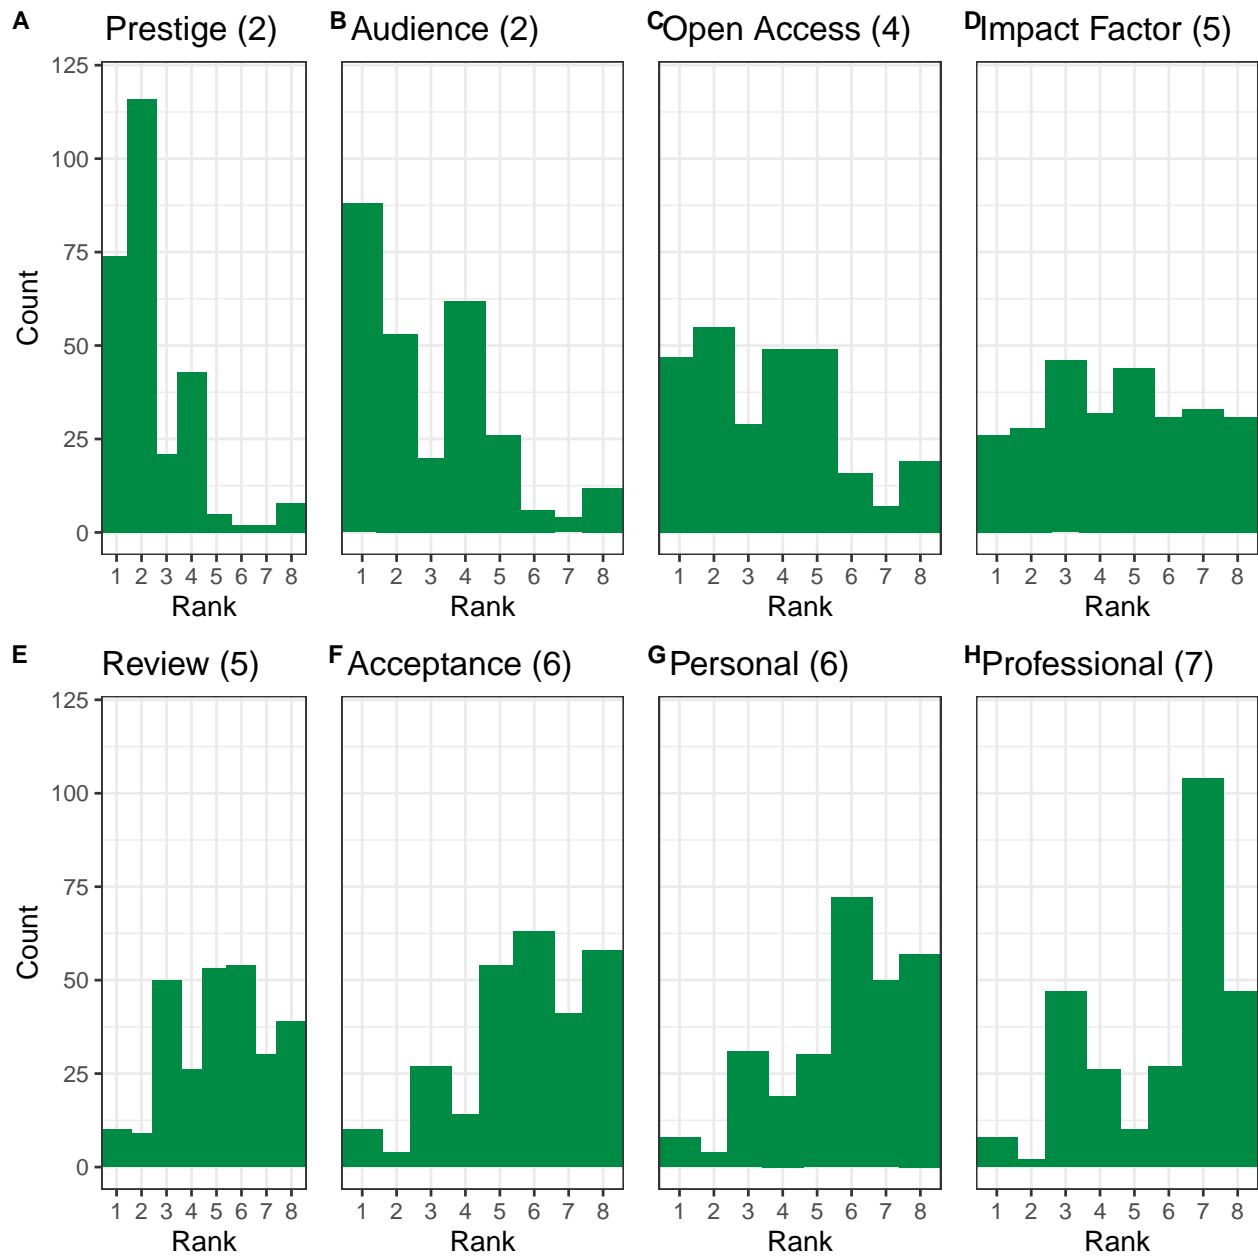 A Prestige (2) B Audience (2) C Open Access (4) D Impact Factor (5)
125
100
75
50
25
0
Count
1 2 3 4 5 6 7 8 1 2 3 4 5 6 7 8 1 2 3 4 5 6 7 8 1 2 3 4 5 6 7 8
Rank Rank Rank Rank
E Review (5) F Acceptance (6) G Personal (6) H Professional (7)
125
100
75
50
25
0
Count
1 2 3 4 5 6 7 8 1 2 3 4 5 6 7 8 1 2 3 4 5 6 7 8 1 2 3 4 5 6 7 8
Rank Rank Rank Rank